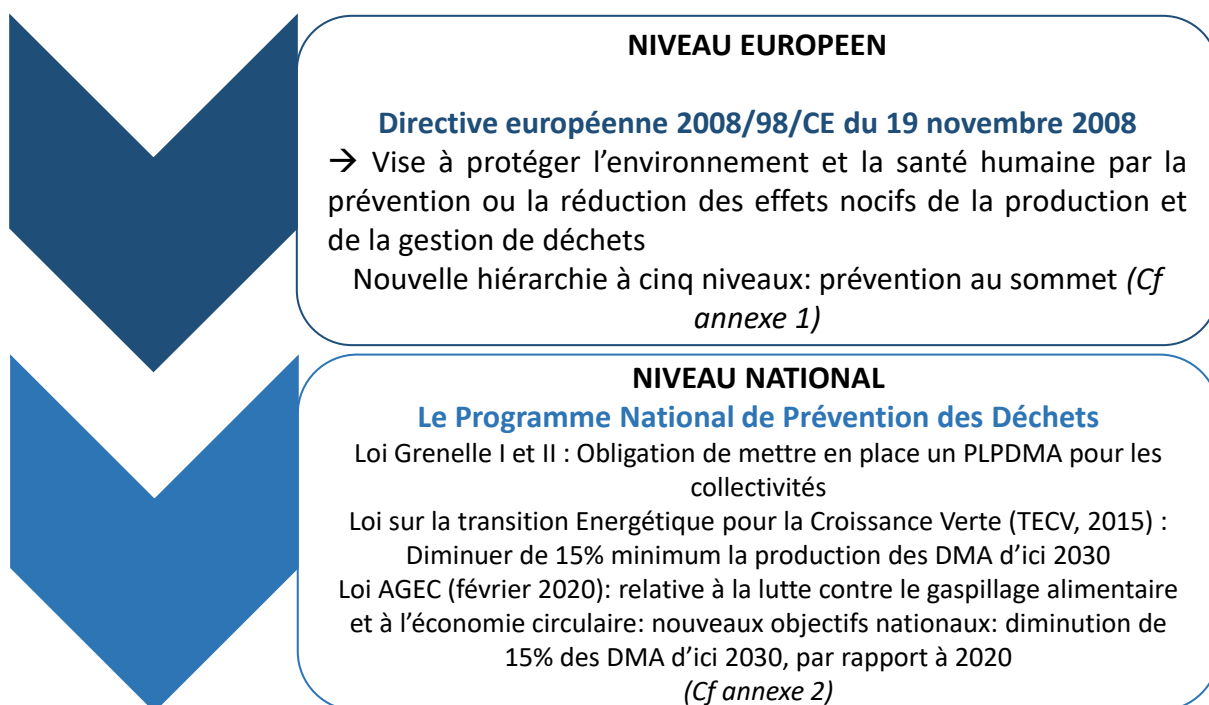 NIVEAU EUROPEEN
Directive européenne 2008/98/CE du 19 novembre 2008
→ Vise à protéger l’environnement et la santé humaine par la
prévention ou la réduction des effets nocifs de la production et
de la gestion de déchets
Nouvelle hiérarchie à cinq niveaux: prévention au sommet (Cf
annexe 1)
NIVEAU NATIONAL
Le Programme National de Prévention des Déchets
Loi Grenelle I et II : Obligation de mettre en place un PLPDMA pour les
collectivités
Loi sur la transition Energétique pour la Croissance Verte (TECV, 2015) :
Diminuer de 15% minimum la production des DMA d’ici 2030
Loi AGEC (février 2020): relative à la lutte contre le gaspillage alimentaire
et à l’économie circulaire: nouveaux objectifs nationaux: diminution de
15% des DMA d’ici 2030, par rapport à 2020
(Cf annexe 2)